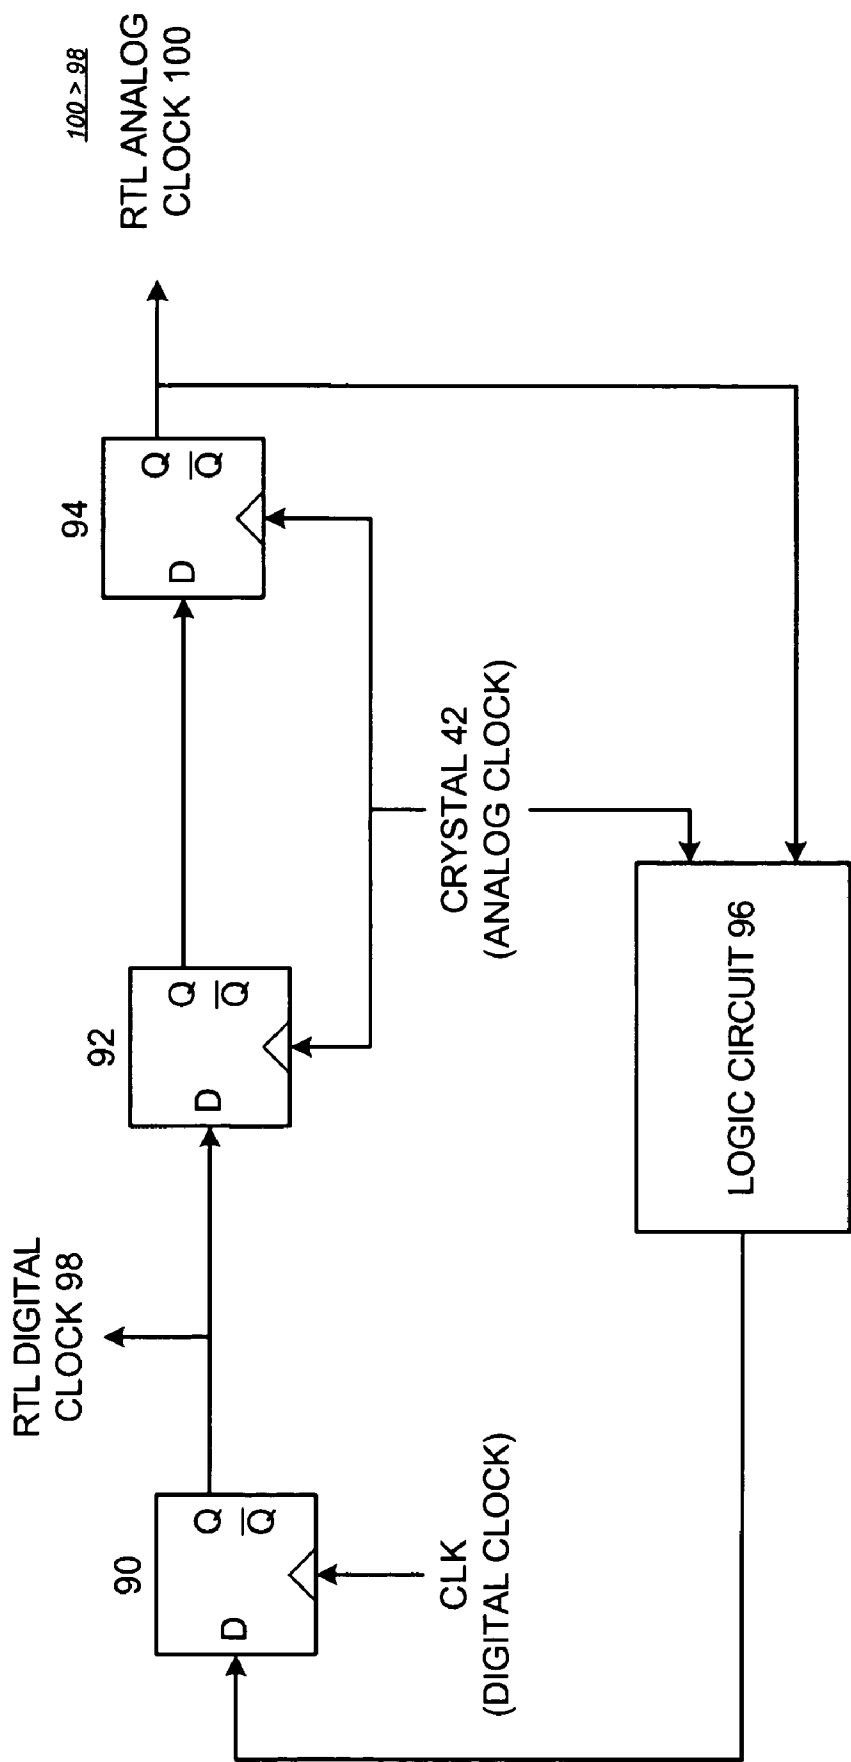 100 > 98
RTL ANALOG
CLOCK 100
94
D
Q
Q
92
D
Q
Q
RTL DIGITAL
CLOCK 98
90
D
Q
Q
CRYSTAL 42
(ANALOG CLOCK)
CLK
(DIGITAL CLOCK)
LOGIC CIRCUIT 96